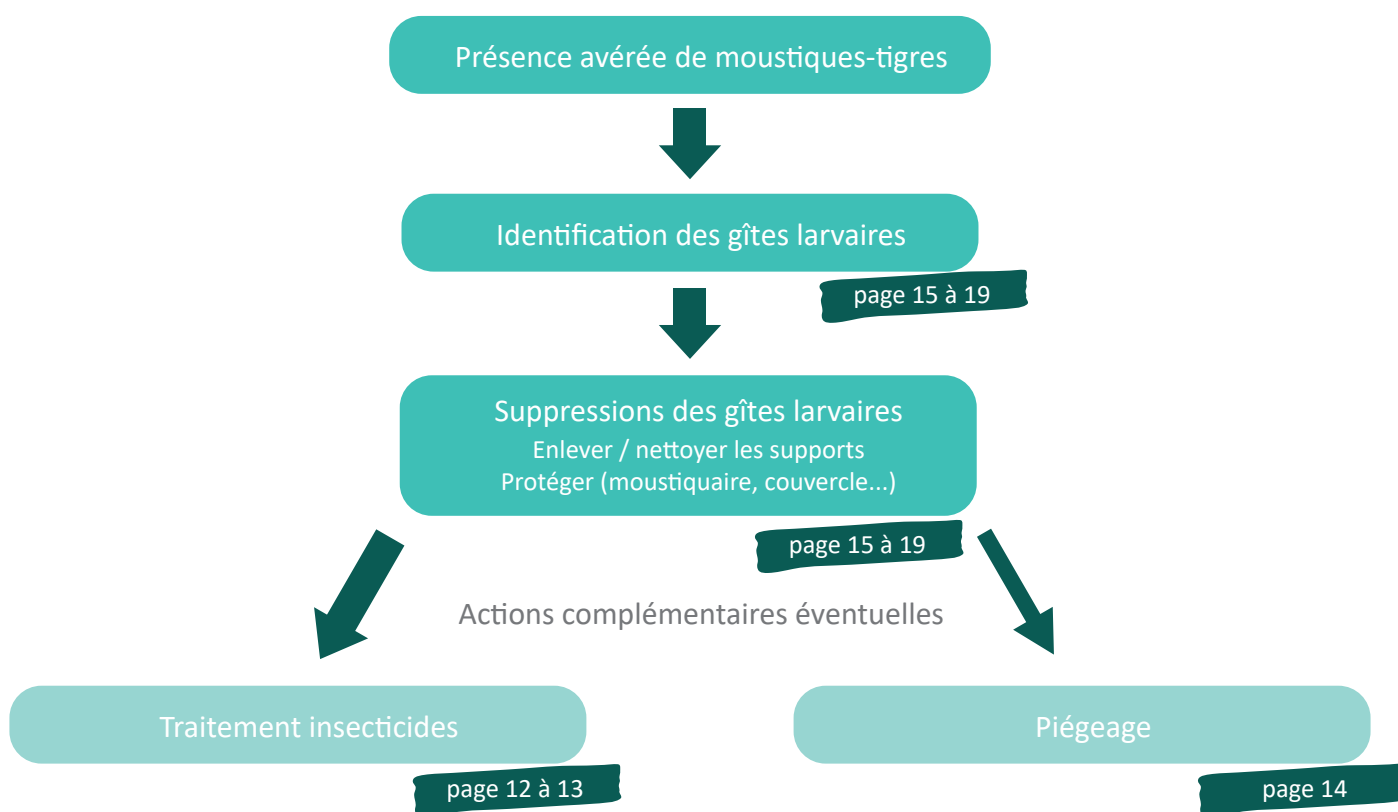 Présence avérée de moustiques-tigres
Identification des gîtes larvaires
page 15 à 19
Suppressions des gîtes larvaires
Enlever / nettoyer les supports
Protéger (moustiquaire, couvercle...)
page 15 à 19
Actions complémentaires éventuelles
Traitement insecticides
Piégeage
page 12 à 13
page 14